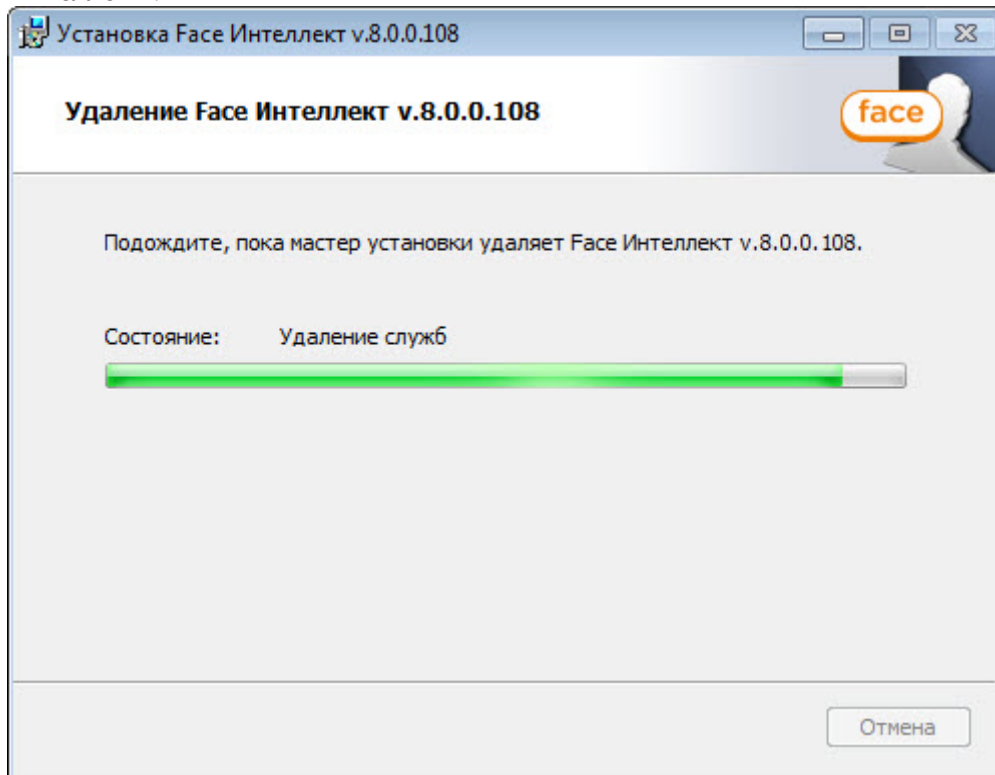 Установка Face Интеллект v.8.0.0.108
Удаление Face Интеллект v.8.0.0.108
face
Подождите, пока мастер установки удаляет Face Интеллект v.8.0.0.108.
Состояние: Удаление служб
Отмена